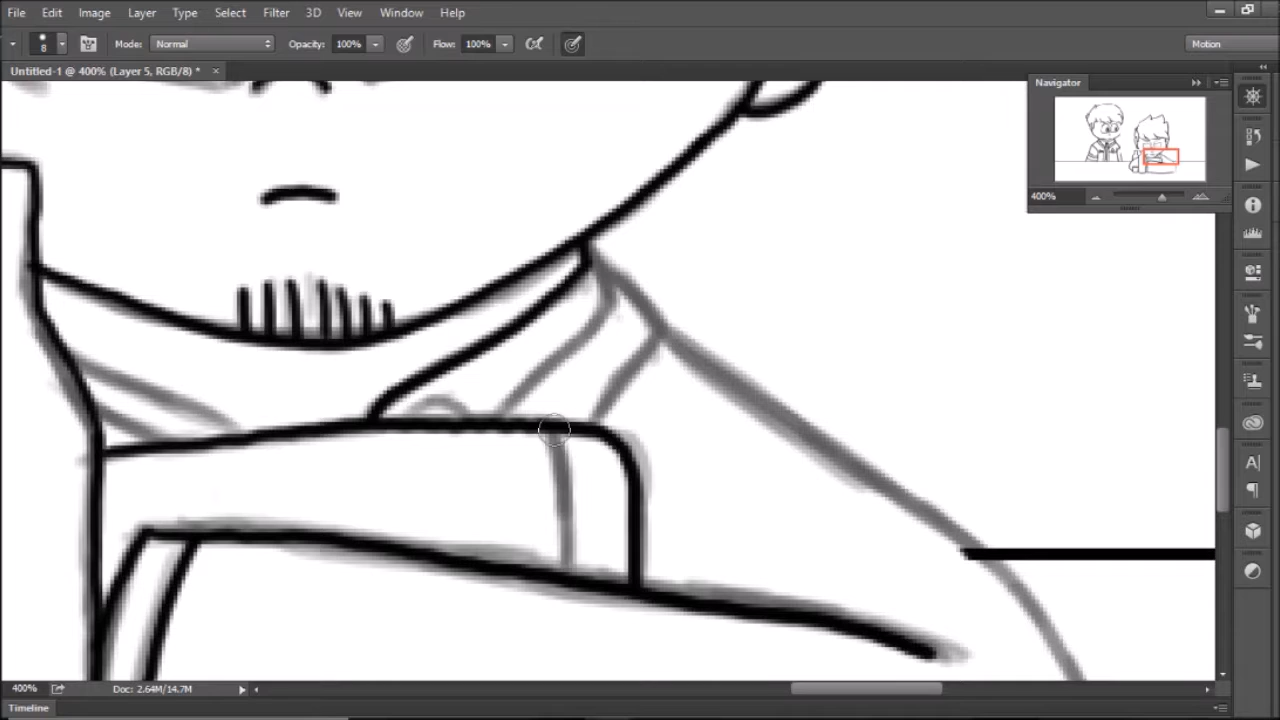 File Edit Image Layer Type Select Filter 3D View Window Help
8 Mode: Normal Opacity: 100% Flow: 100% Motion
Untitled-1 @ 400% (Layer 5, RGB/8) * ×
Navigator
400%
A|
400% Doc: 2.64M/14.7M
Timeline